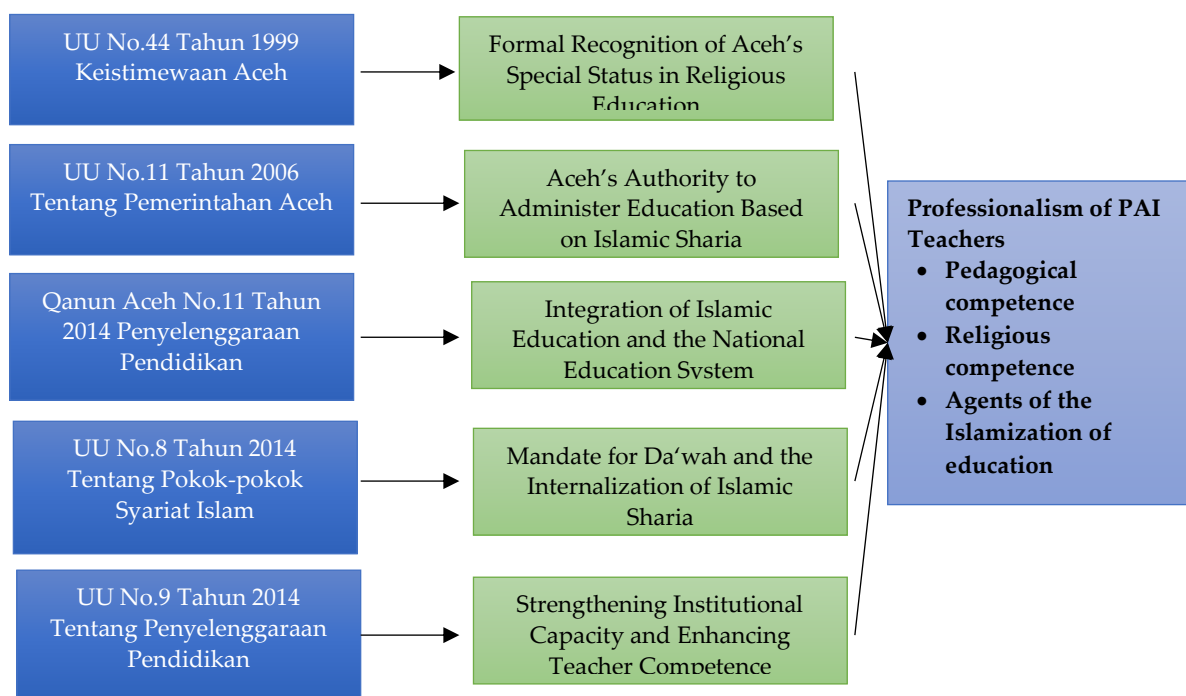 UU No.44 Tahun 1999
Keistimewaan Aceh
Formal Recognition of Aceh’s
Special Status in Religious
Education
UU No.11 Tahun 2006
Tentang Pemerintahan Aceh
Aceh’s Authority to
Administer Education Based
on Islamic Sharia
Qanun Aceh No.11 Tahun
2014 Penyelenggaraan
Pendidikan
Integration of Islamic
Education and the National
Education System
UU No.8 Tahun 2014
Tentang Pokok-pokok
Syariat Islam
Mandate for Da‘wah and the
Internalization of Islamic
Sharia
UU No.9 Tahun 2014
Tentang Penyelenggaraan
Pendidikan
Strengthening Institutional
Capacity and Enhancing
Teacher Competence
Professionalism of PAI
Teachers
• Pedagogical
competence
• Religious
competence
• Agents of the
Islamization of
education